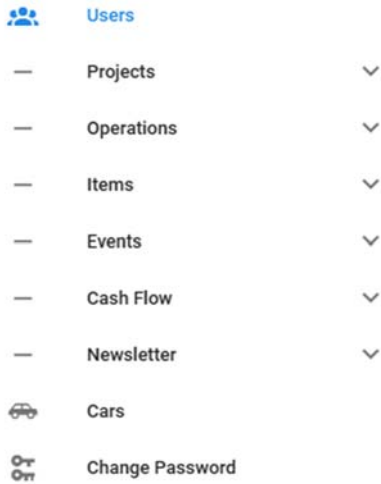 Users
Projects
Operations
Items
Events
Cash Flow
Newsletter
Cars
Change Password